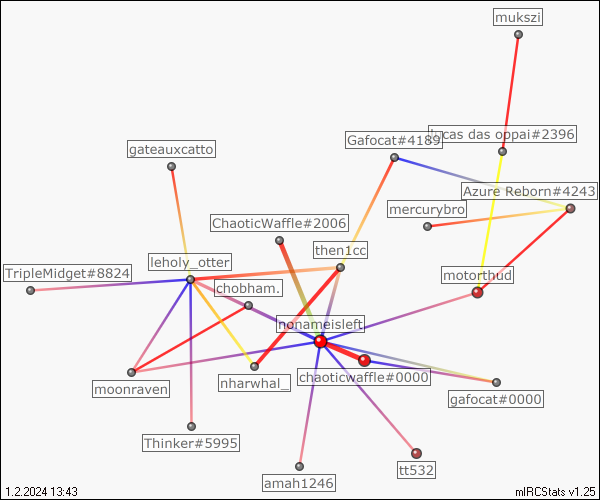 mukszi
Gafocat#4189
lucas das oppai#2396
gateauxcatto
Azure Reborn#4243
mercurybro
ChaoticWaffle#2006
then1cc
leholy_otter
TripleMidget#8824
motorthud
chobham.
nonameisleft
chaoticwaffle#0000
moonraven
nharwhal_
gafocat#0000
Thinker#5995
tt532
amah1246
1.2.2024 13:43
mIRCStats v1.25